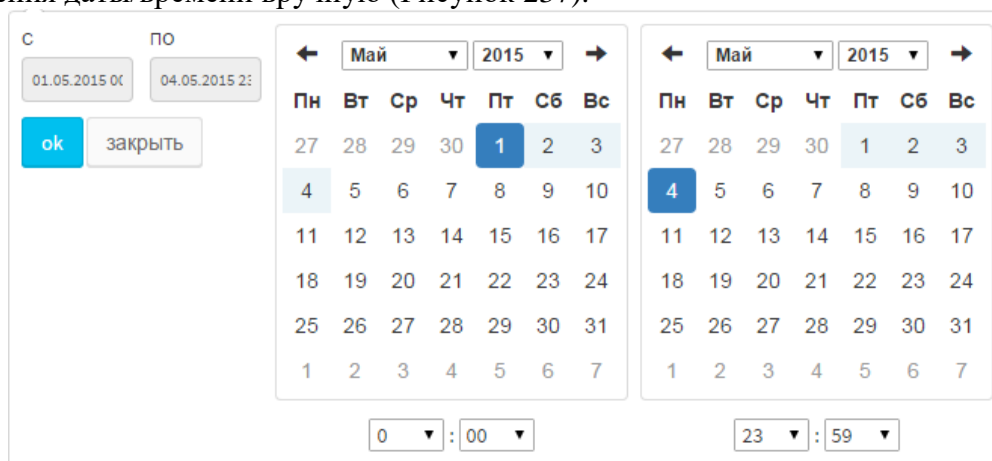 ения даты/времени вручную (Рисунок 237).
С ПО
01.05.2015 0( 04.05.2015 2:
ok закрыть
Май 2015
Пн Вт Ср Чт Пт Сб Вс
27 28 29 30 1 2 3
4 5 6 7 8 9 10
11 12 13 14 15 16 17
18 19 20 21 22 23 24
25 26 27 28 29 30 31
1 2 3 4 5 6 7
0 : 00
Май 2015
Пн Вт Ср Чт Пт Сб Вс
27 28 29 30 1 2 3
4 5 6 7 8 9 10
11 12 13 14 15 16 17
18 19 20 21 22 23 24
25 26 27 28 29 30 31
1 2 3 4 5 6 7
23 : 59